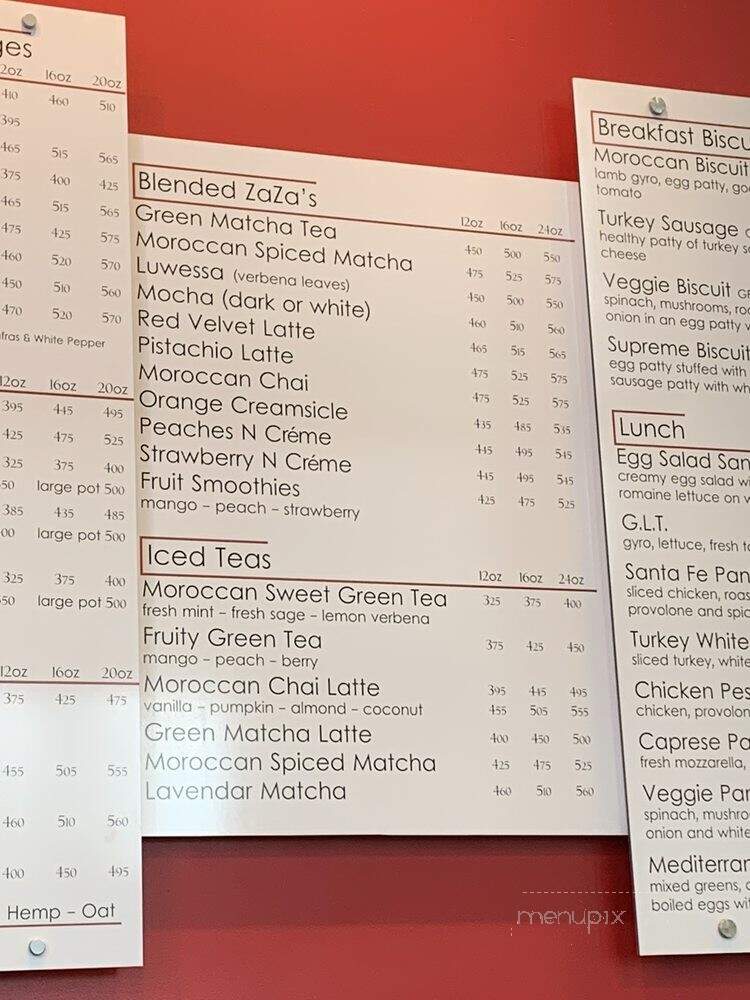 ges
12oz 16oz 20oz
410 460 510
395
465 515 565
375 400 425
465 515 565
475 425 575
460 520 570
450 510 560
470 520 570
& White Pepper
12oz 16oz 20oz
395 445 495
425 475 525
325 375 400
50 large pot 500
385 435 485
00 large pot 500
325 375 400
50 large pot 500
12oz 16oz 20oz
375 425 475
455 505 555
460 510 560
400 450 495
Hemp - Oat
Blended ZaZa's 12oz 16oz 24oz
Green Matcha Tea 450 500 550
Moroccan Spiced Matcha 475 525 575
Luwessa (verbena leaves) 450 500 550
Mocha (dark or white) 460 510 560
Red Velvet Latte 465 515 565
Pistachio Latte 475 525 575
Moroccan Chai 475 525 575
Orange Creamsicle 435 485 535
Peaches N Créme 445 495 545
Strawberry N Créme 445 495 545
Fruit Smoothies 425 475 525
mango - peach - strawberry
Iced Teas 12oz 16oz 24oz
Moroccan Sweet Green Tea 325 375 400
fresh mint - fresh sage - lemon verbena
Fruity Green Tea 375 425 450
mango - peach - berry
Moroccan Chai Latte 395 445 495
vanilla - pumpkin - almond - coconut 455 505 555
Green Matcha Latte 400 450 500
Moroccan Spiced Matcha 425 475 525
Lavendar Matcha 460 510 560
Breakfast Biscu
Moroccan Biscuit
lamb gyro, egg patty, go
tomato
Turkey Sausage
healthy patty of turkey
cheese
Veggie Biscuit
spinach, mushrooms,
onion in an egg patty
Supreme Biscuit
egg patty stuffed with
sausage patty with
Lunch
Egg Salad San
creamy egg salad
romaine lettuce on
G.L.T.
gyro, lettuce, fresh
Santa Fe Pan
sliced chicken,
provolone and
Turkey White
sliced turkey, white
Chicken Pes
chicken, provolon
Caprese Pa
fresh mozzarella,
Veggie Pan
spinach, mushro
onion and white
Mediterran
mixed greens,
boiled eggs
menupix